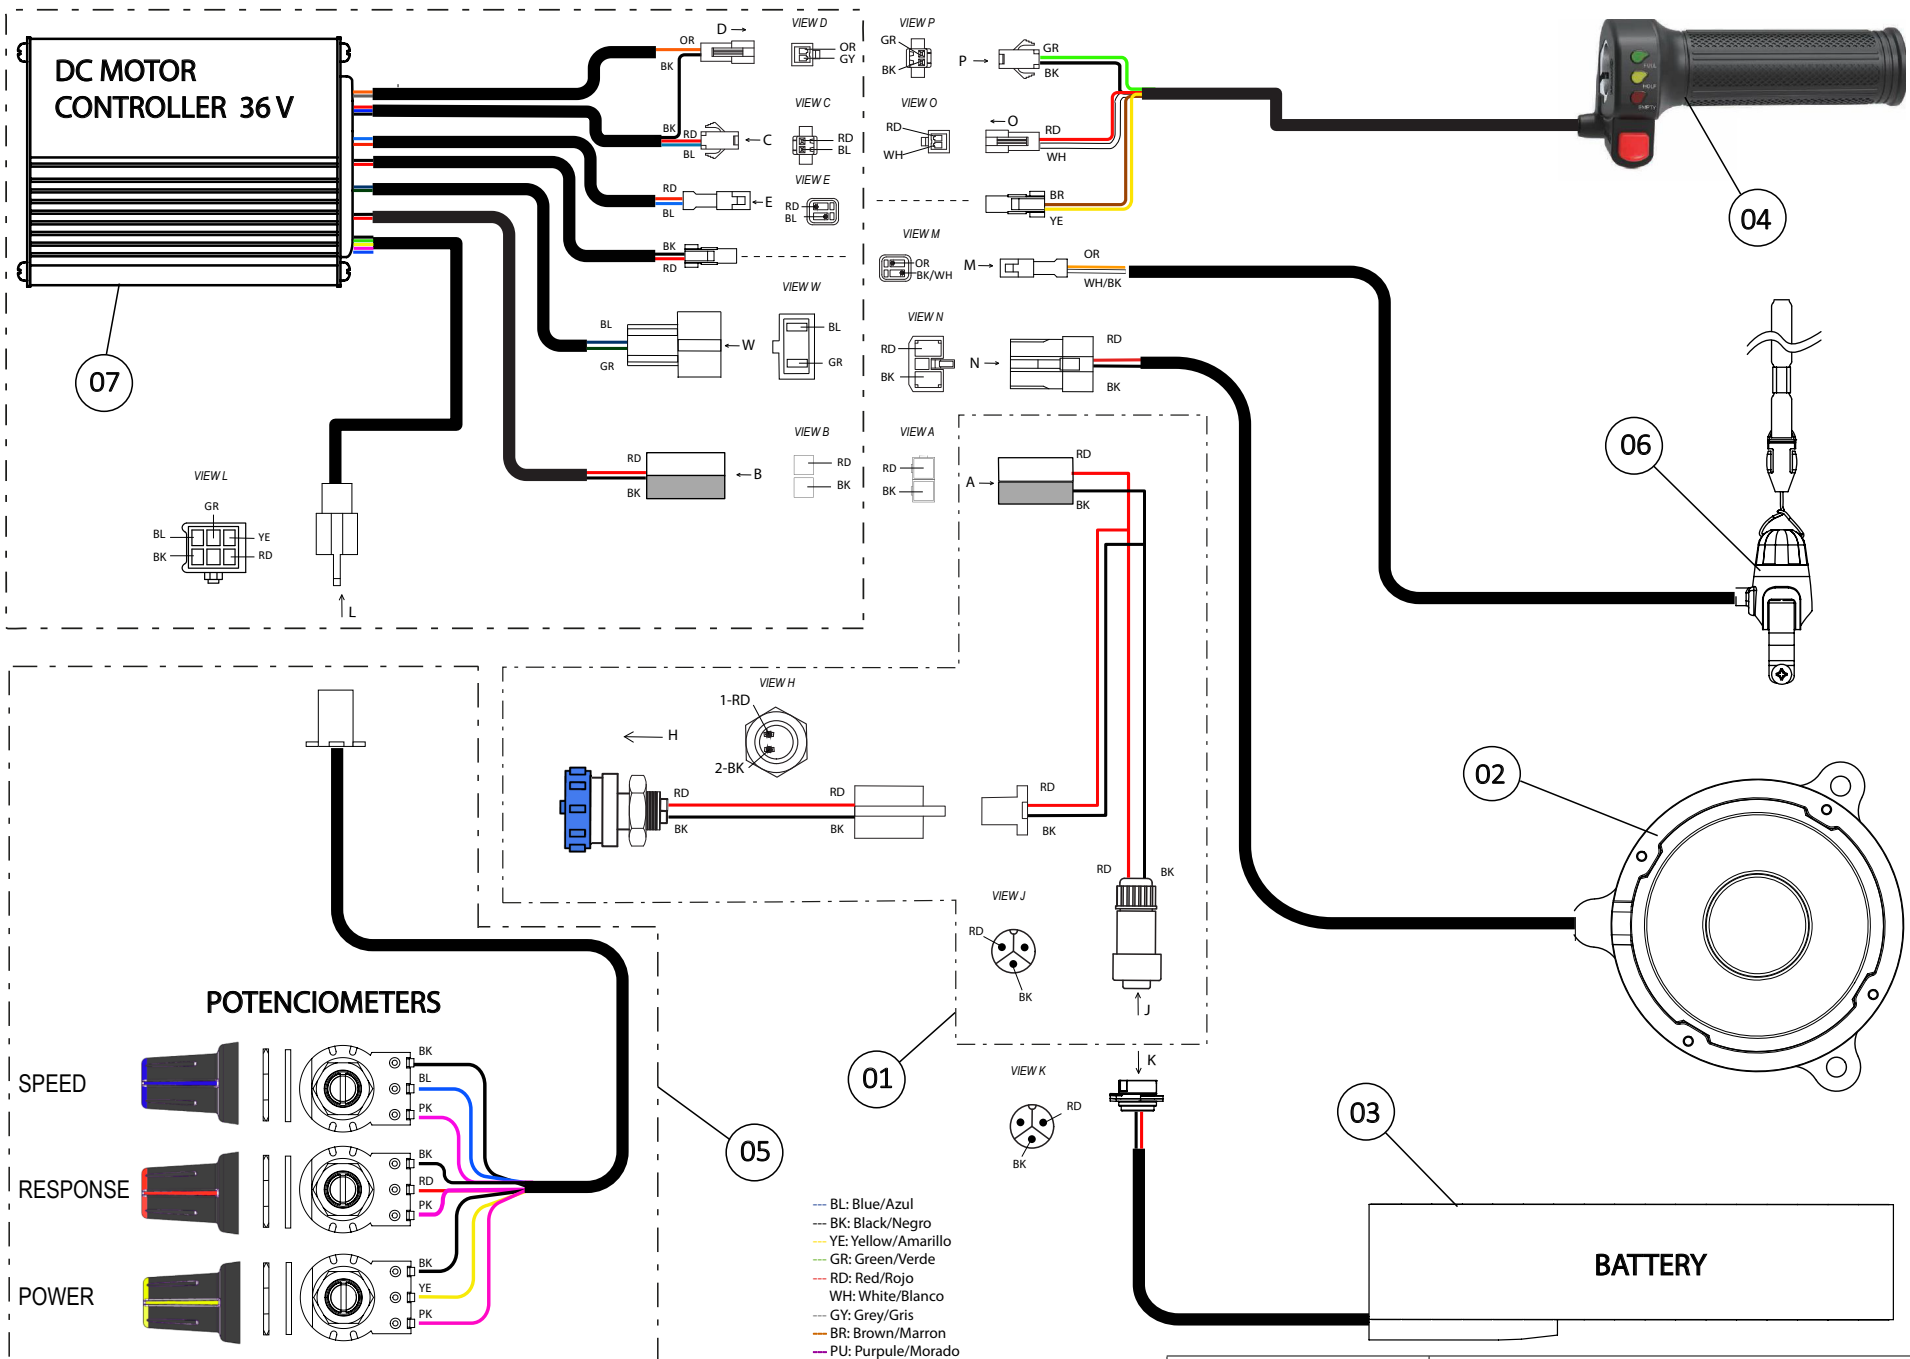 DC MOTOR
CONTROLLER 36 V
07
OR
BK
D
VIEW D
OR
GY
BK
RD
BL
C
VIEW C
RD
BL
RD
BL
E
VIEW E
RD
BL
BK
RD
BL
GR
W
VIEW W
BL
GR
RD
BK
B
VIEW B
RD
BK
VIEW L
GR
BL
YE
BK
RD
L
VIEW P
GR
BK
P
GR
BK
VIEW O
RD
WH
O
RD
WH
BR
YE
04
FULL
HOLF
EMPTY
VIEW M
OR
BK/WH
M
OR
WH/BK
06
VIEW N
RD
BK
N
RD
BK
02
VIEW A
RD
BK
A
RD
BK
VIEW H
1-RD
2-BK
H
RD
BK
RD
BK
RD
BK
RD
BK
VIEW J
RD
BK
J
01
K
VIEW K
RD
BK
03
BATTERY
POTENCIOMETERS
SPEED
BK
BL
PK
RESPONSE
BK
RD
PK
POWER
BK
YE
PK
05
BL: Blue/Azul
BK: Black/Negro
YE: Yellow/Amarillo
GR: Green/Verde
RD: Red/Rojo
WH: White/Blanco
GY: Grey/Gris
BR: Brown/Marron
PU: Purpule/Morado